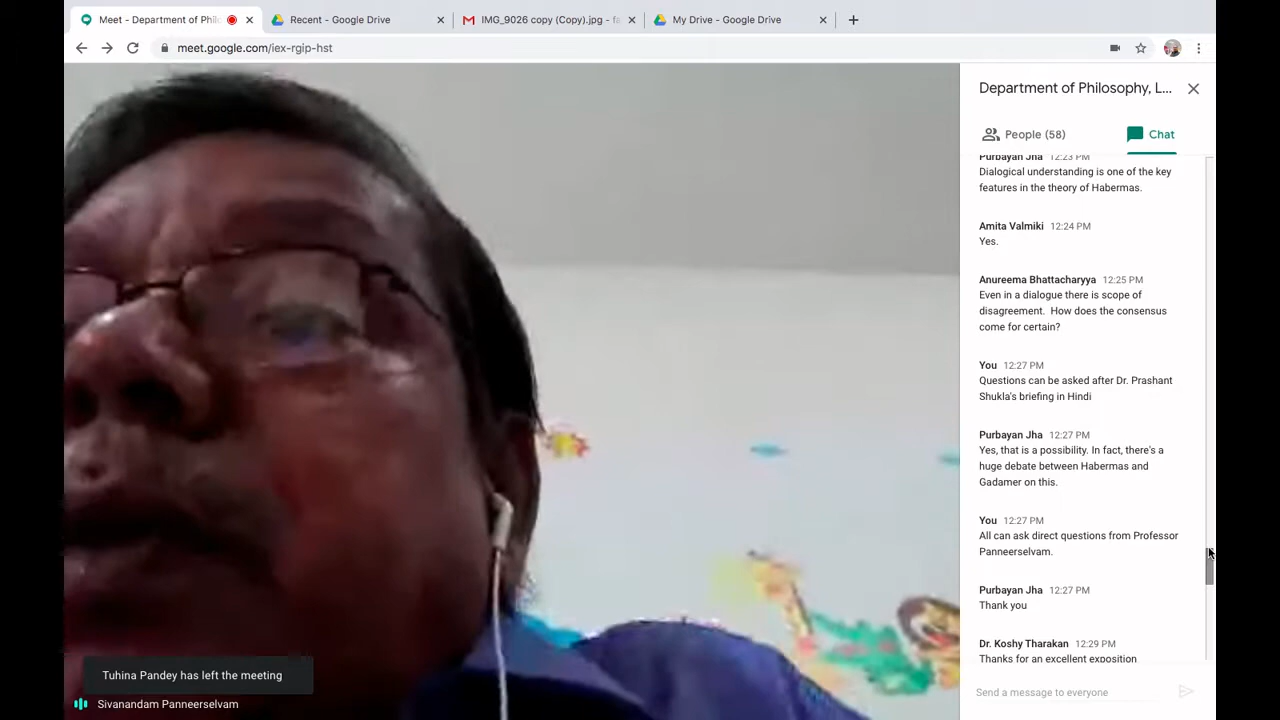 Meet - Department of Philo
Recent - Google Drive
IMG_9026 copy (Copy).jpg - fa
My Drive - Google Drive
meet.google.com/iex-rgip-hst
Department of Philosophy, L...
People (58)
Chat
Purbayan Jha 12:23 PM
Dialogical understanding is one of the key
features in the theory of Habermas.
Amita Valmiki 12:24 PM
Yes.
Anureema Bhattacharyya 12:25 PM
Even in a dialogue there is scope of
disagreement. How does the consensus
come for certain?
You 12:27 PM
Questions can be asked after Dr. Prashant
Shukla's briefing in Hindi
Purbayan Jha 12:27 PM
Yes, that is a possibility. In fact, there's a
huge debate between Habermas and
Gadamer on this.
You 12:27 PM
All can ask direct questions from Professor
Panneerselvam.
Purbayan Jha 12:27 PM
Thank you
Dr. Koshy Tharakan 12:29 PM
Thanks for an excellent exposition
Send a message to everyone
Tuhina Pandey has left the meeting
Sivanandam Panneerselvam